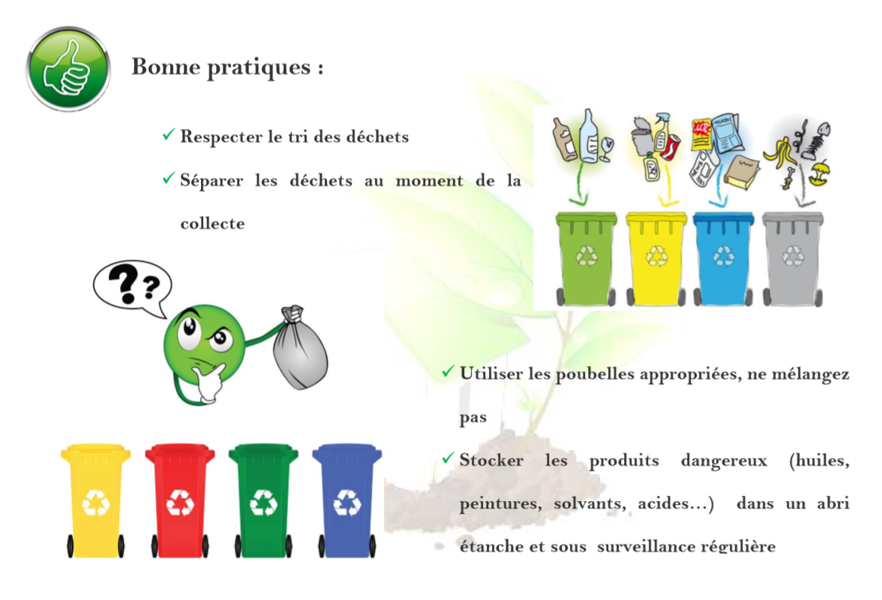 Bonne pratiques :
✓ Respecter le tri des déchets
✓ Séparer les déchets au moment de la
collecte
??
✓ Utiliser les poubelles appropriées, ne mélangez
pas
✓ Stocker les produits dangereux (huiles,
peintures, solvants, acides...) dans un abri
étanche et sous surveillance régulière